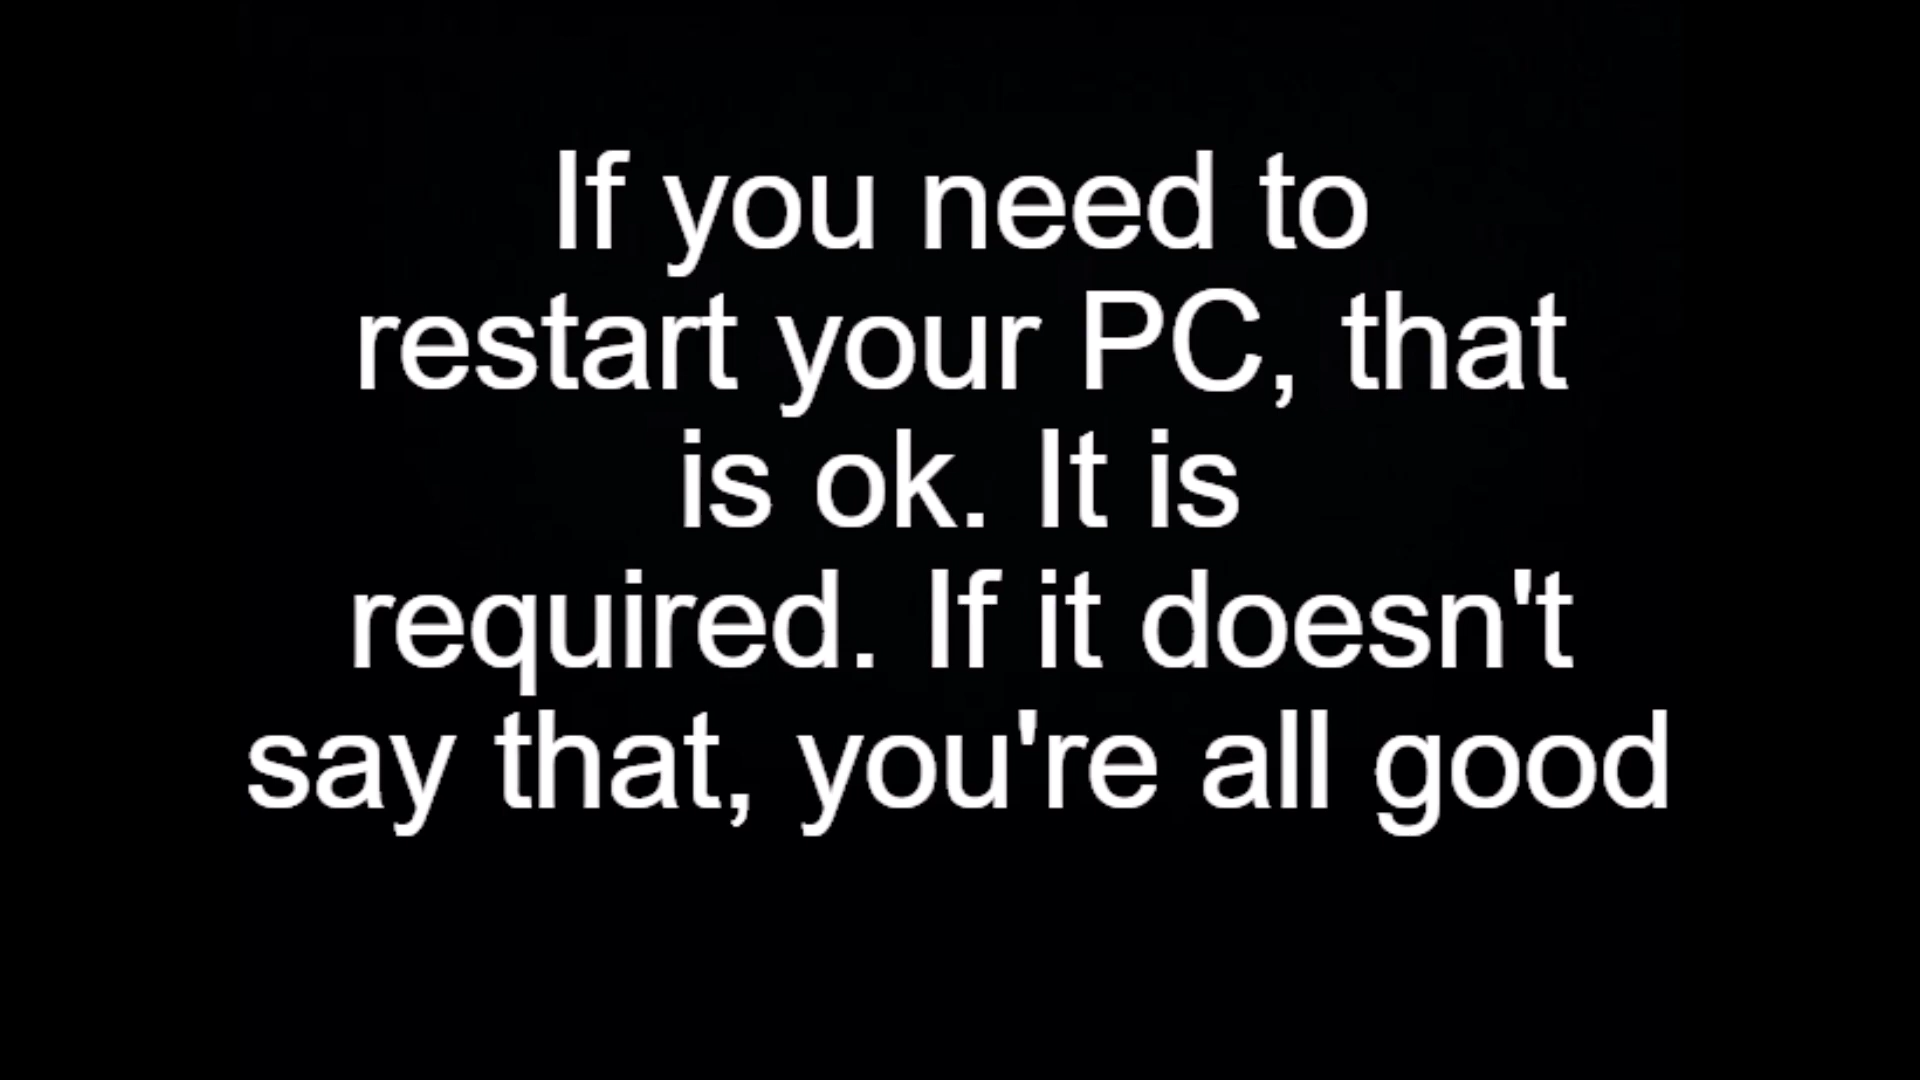 If you need to
restart your PC, that
is ok. It is
required. If it doesn't
say that, you're all good